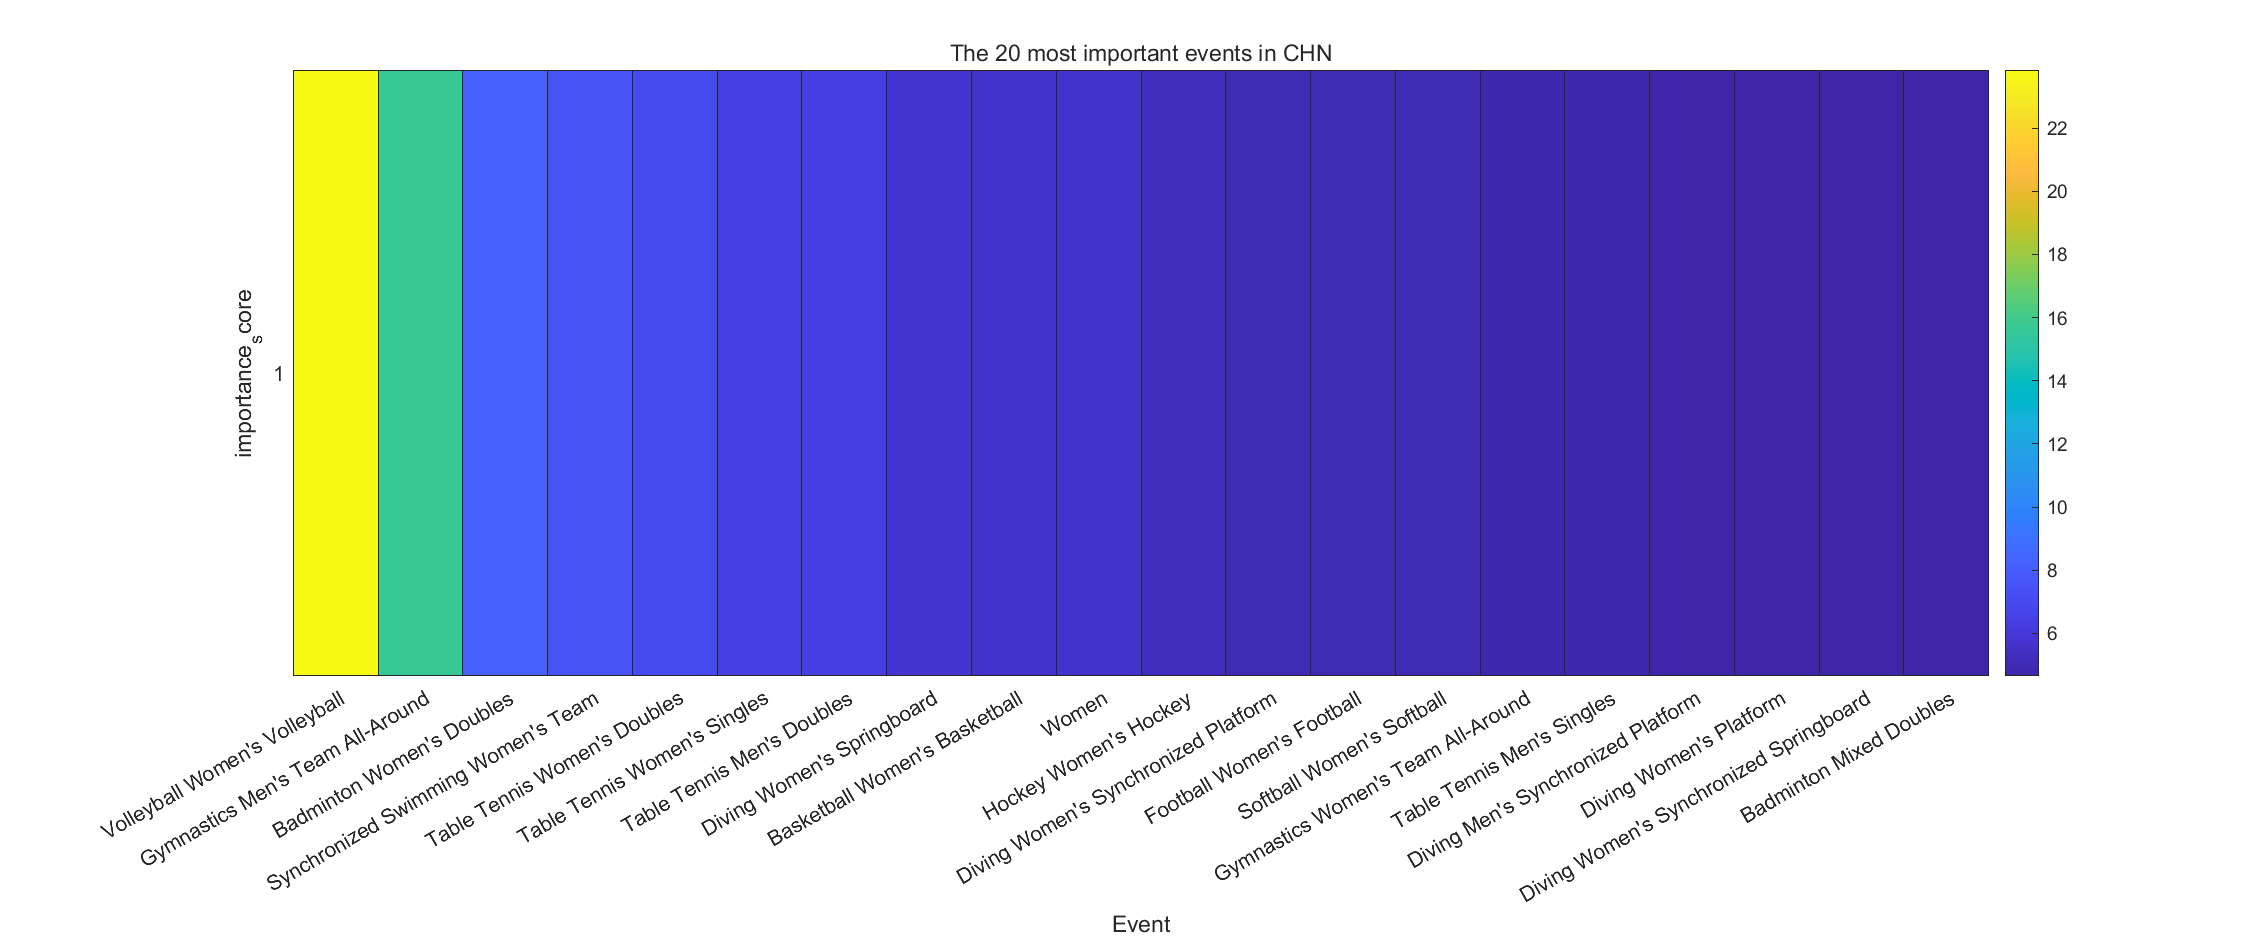 The 20 most important events in CHN
importance_score
1
22
20
18
16
14
12
10
8
6
Volleyball Women's Volleyball
Gymnastics Men's Team All-Around
Badminton Women's Doubles
Synchronized Swimming Women's Team
Table Tennis Women's Doubles
Table Tennis Women's Singles
Table Tennis Men's Doubles
Diving Women's Springboard
Basketball Women's Basketball
Women
Hockey Women's Hockey
Diving Women's Synchronized Platform
Football Women's Football
Softball Women's Softball
Gymnastics Women's Team All-Around
Table Tennis Men's Singles
Diving Men's Synchronized Platform
Diving Women's Platform
Diving Women's Synchronized Springboard
Badminton Mixed Doubles
Event